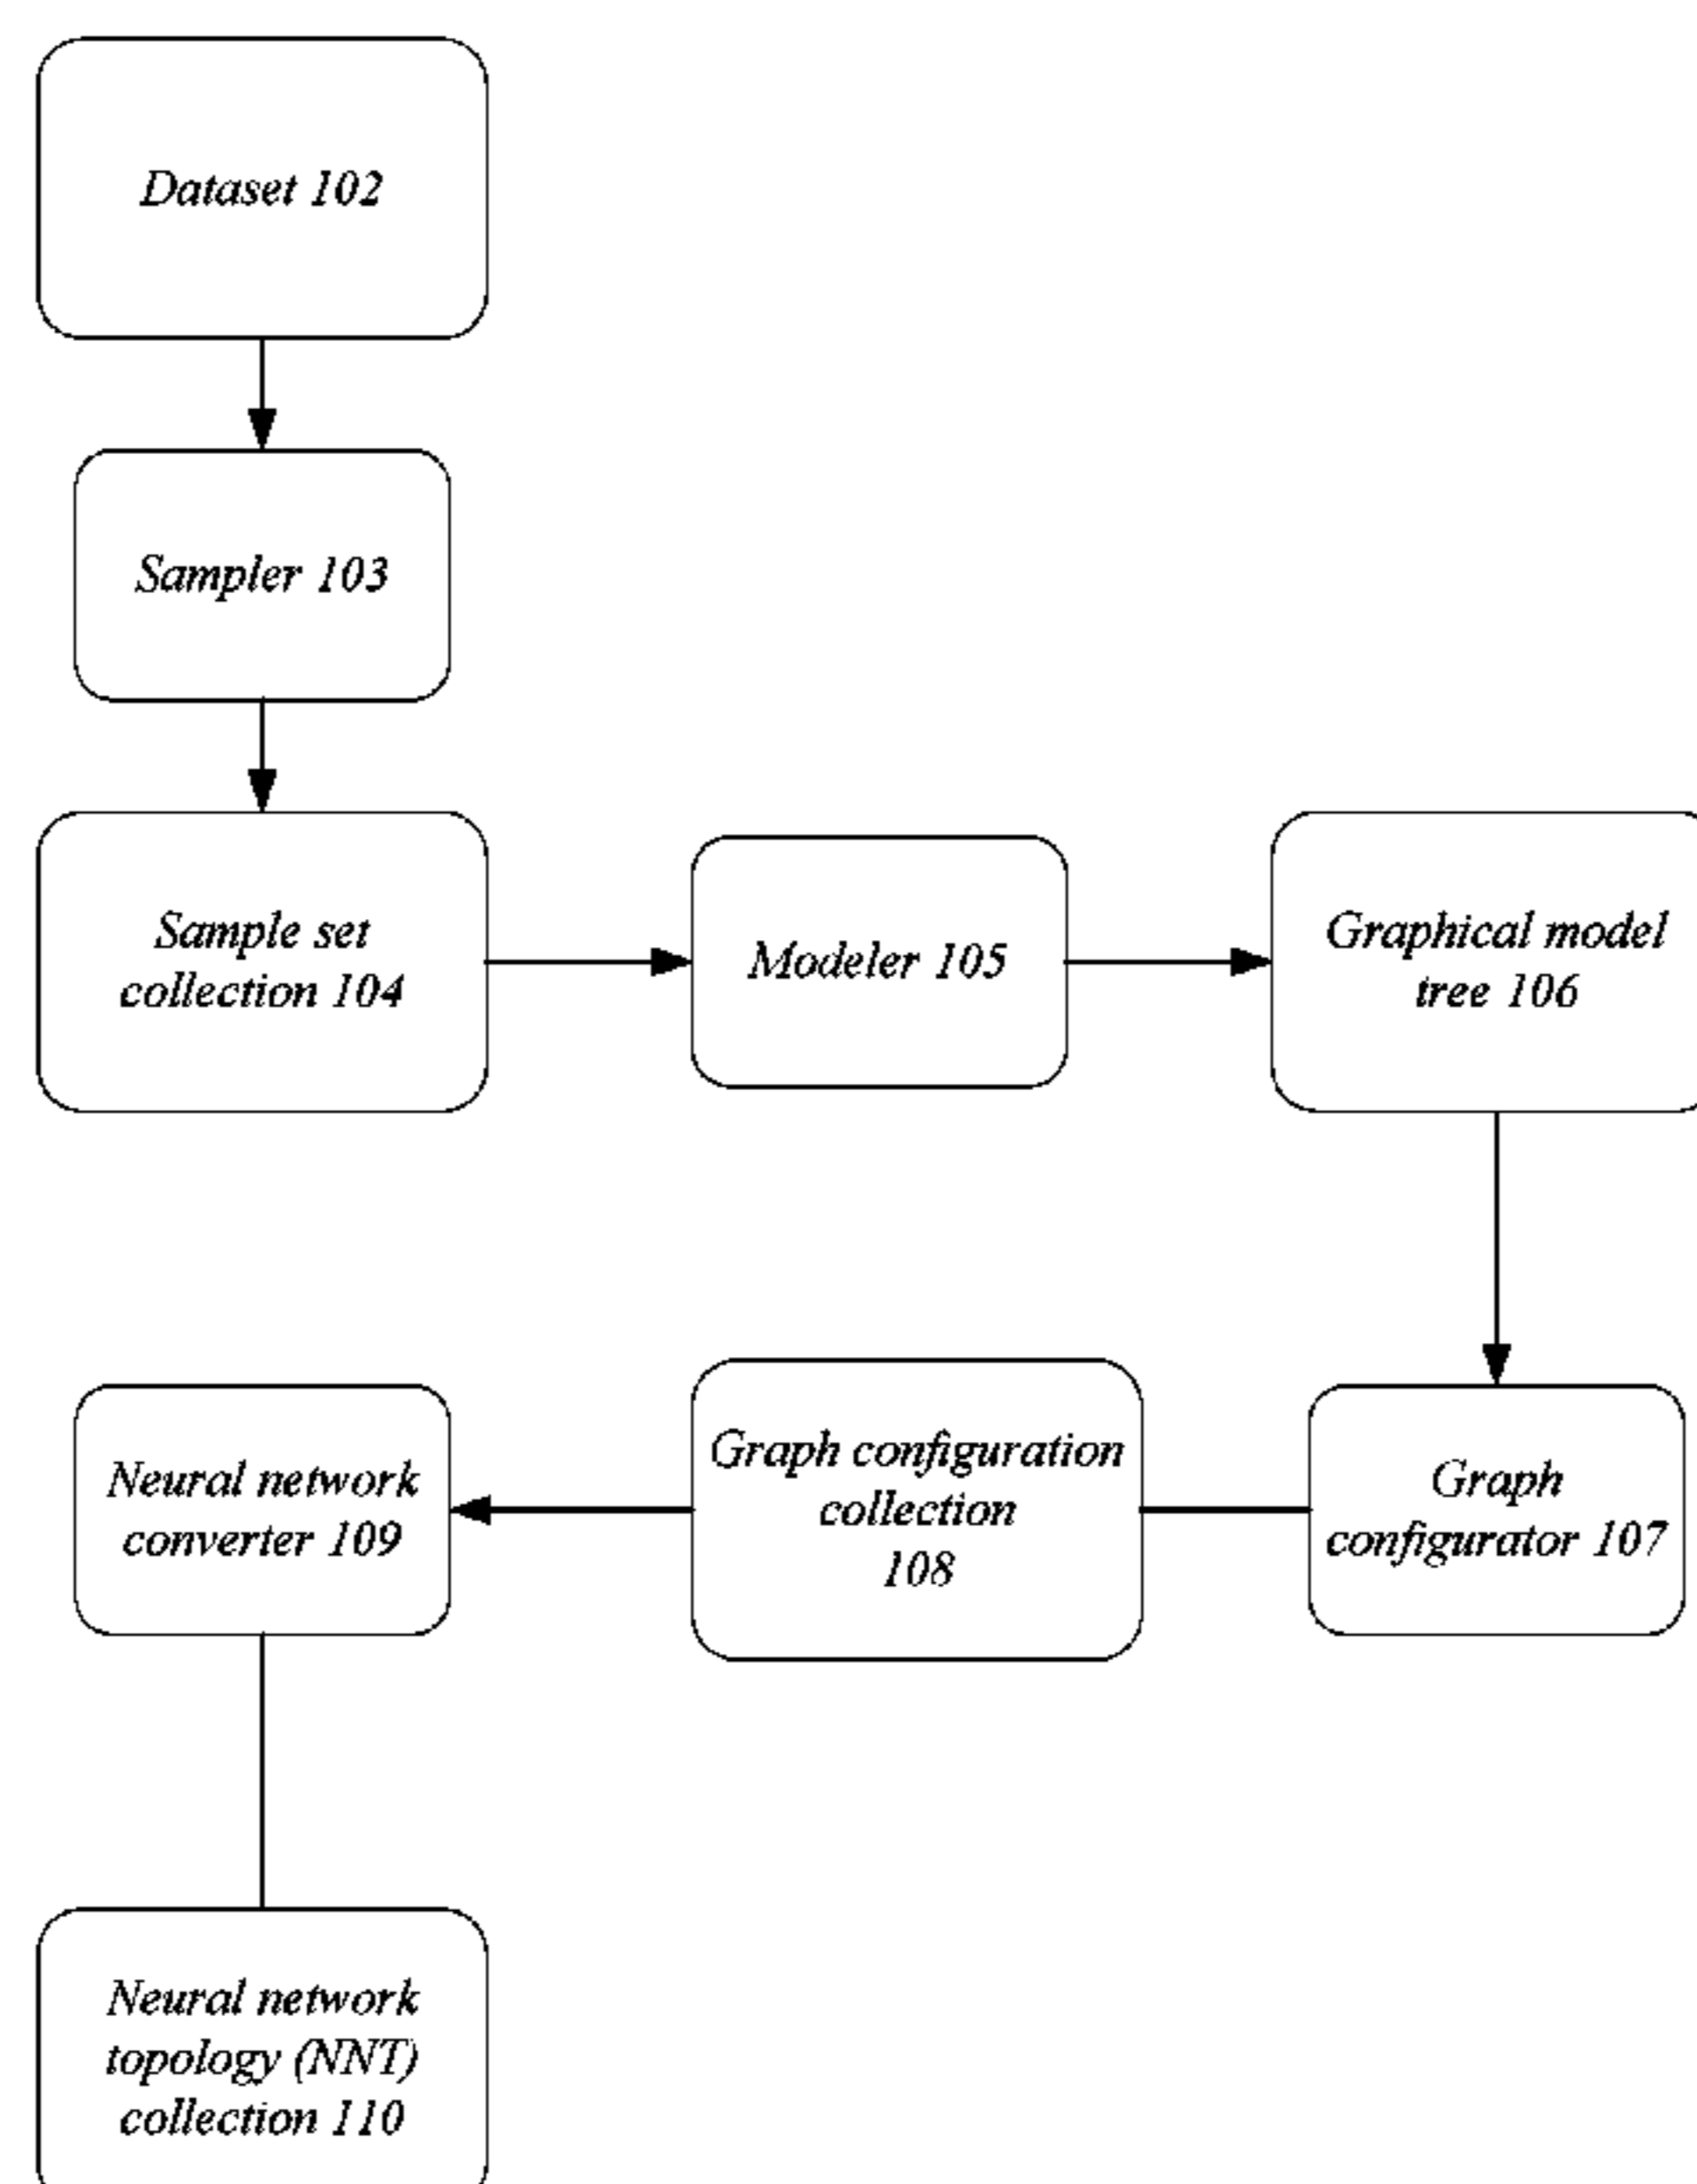 Dataset 102
Sampler 103
Sample set
collection 104
Modeler 105
Graphical model
tree 106
Neural network
converter 109
Graph configuration
collection
108
Graph
configurator 107
Neural network
topology (NNT)
collection 110